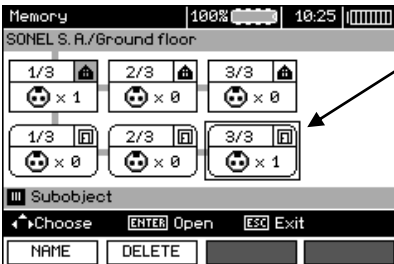 Memory 100% 10:25
SONEL S.A./Ground floor
1/3 2/3 3/3
× 1 × 0 × 0
1/3 2/3 3/3
× 0 × 0 × 1
Subobject
Choose ENTER Open ESC Exit
NAME DELETE